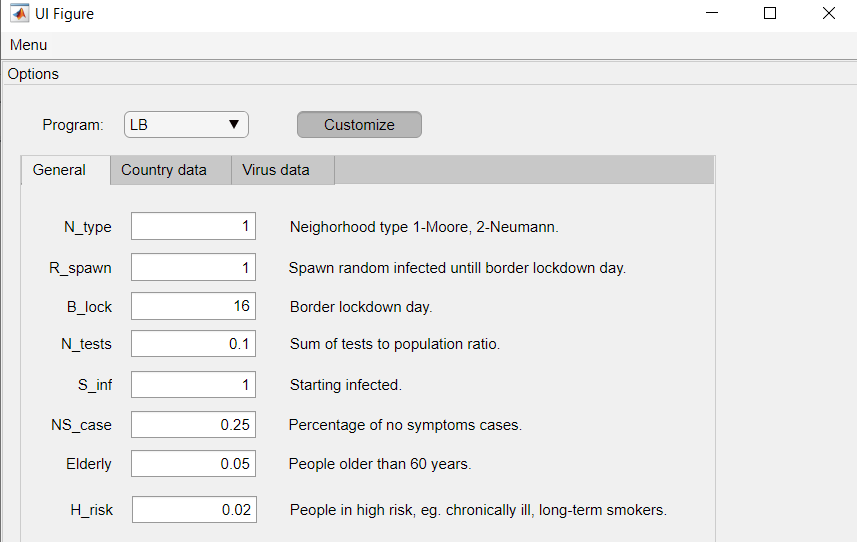 UI Figure
Menu
Options
Program: LB Customize
General Country data Virus data
N_type 1 Neighorhood type 1-Moore, 2-Neumann.
R_spawn 1 Spawn random infected untill border lockdown day.
B_lock 16 Border lockdown day.
N_tests 0.1 Sum of tests to population ratio.
S_inf 1 Starting infected.
NS_case 0.25 Percentage of no symptoms cases.
Elderly 0.05 People older than 60 years.
H_risk 0.02 People in high risk, eg. chronically ill, long-term smokers.